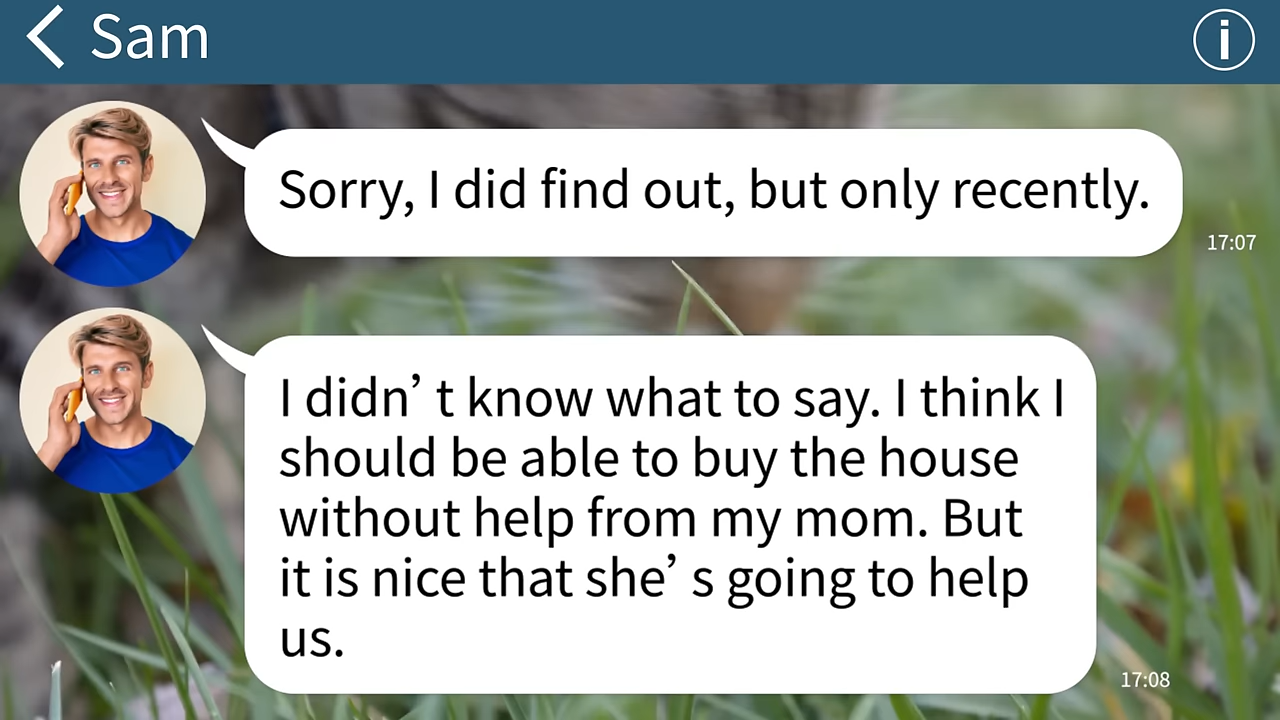 Sam
Sorry, I did find out, but only recently.
17:07
I didn’ t know what to say. I think I
should be able to buy the house
without help from my mom. But
it is nice that she’ s going to help
us.
17:08